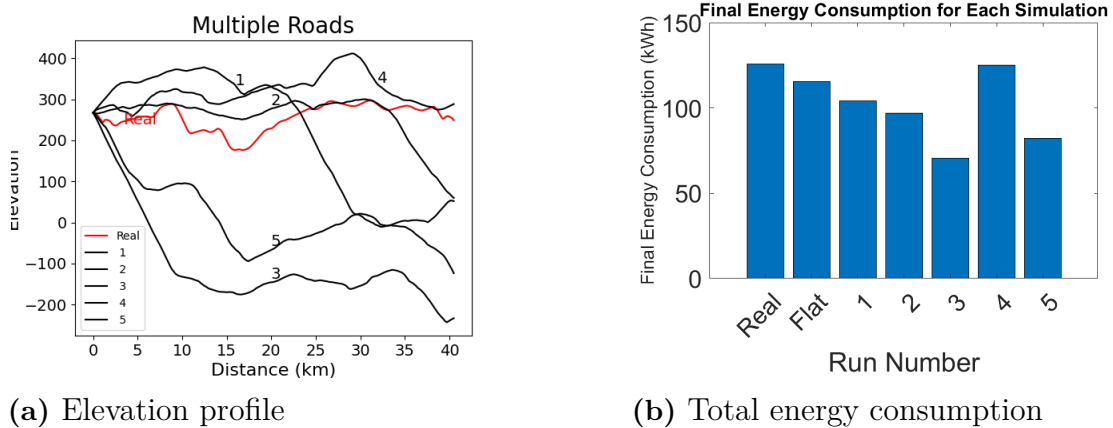 Multiple Roads
Elevation
400
300
200
100
0
−100
−200
Real
1
2
3
4
5
Real
1
2
3
4
5
0
5
10
15
20
25
30
35
40
Distance (km)
(a) Elevation profile
Final Energy Consumption for Each Simulation
Final Energy Consumption (kWh)
150
100
50
0
Real
Flat
1
2
3
4
5
Run Number
(b) Total energy consumption